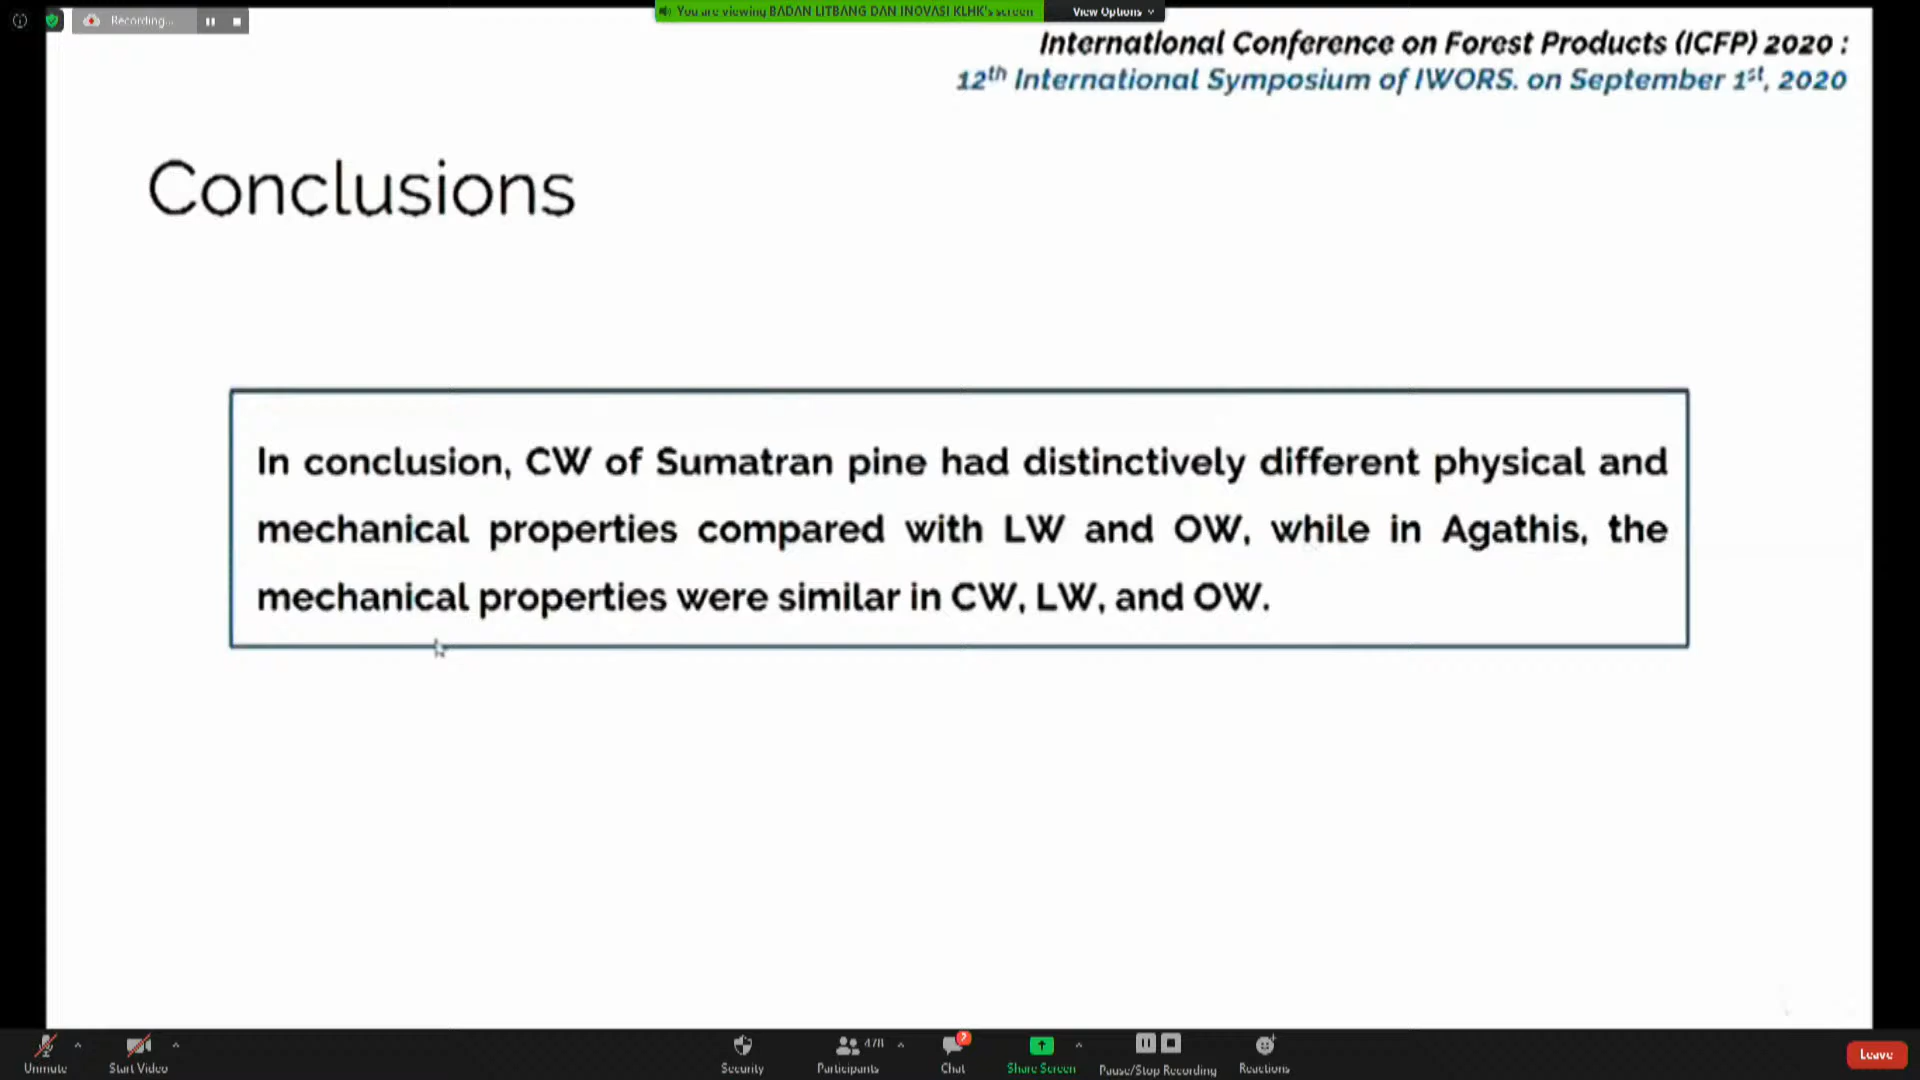 Recording...
You are viewing BADAN LITBANG DAN INOVASI KLHK's screen
View Options
International Conference on Forest Products (ICFP) 2020 :
12th International Symposium of IWORS. on September 1st, 2020
Conclusions
In conclusion, CW of Sumatran pine had distinctively different physical and
mechanical properties compared with LW and OW, while in Agathis, the
mechanical properties were similar in CW, LW, and OW.
Unmute
Start Video
Security
Participants
Chat
Share Screen
Pause/Stop Recording
Reactions
Leave